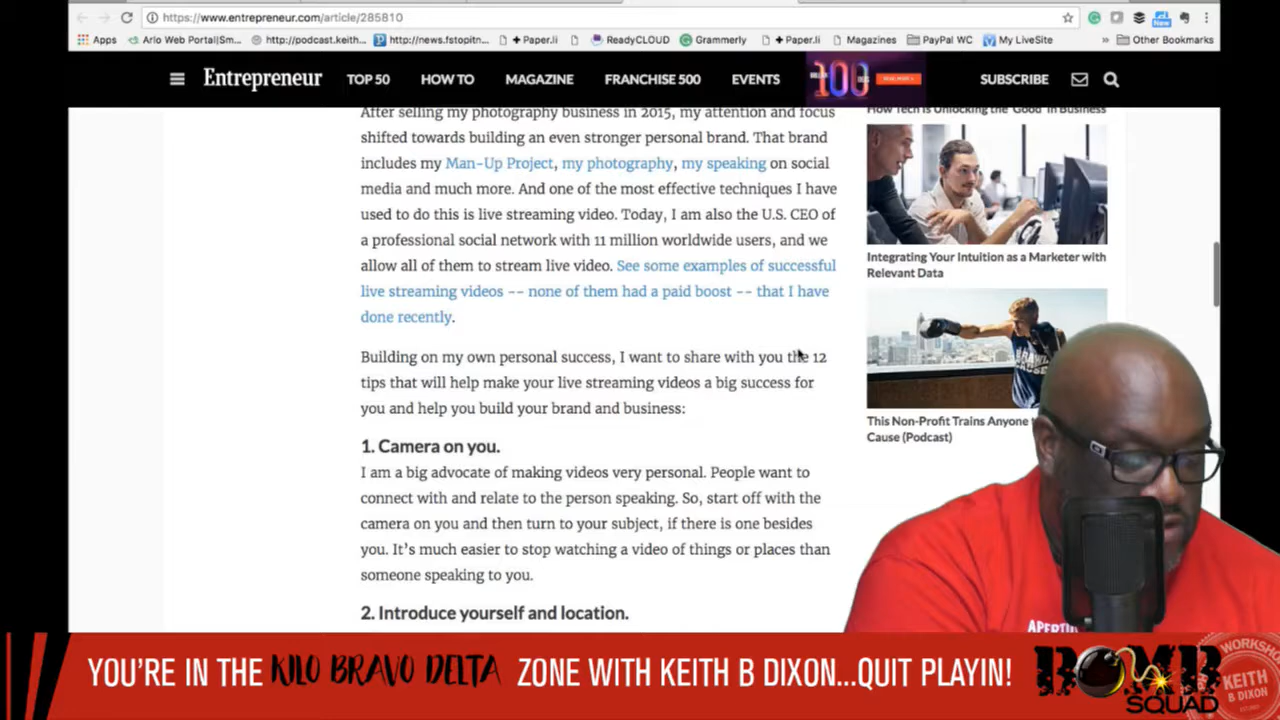 https://www.entrepreneur.com/article/285810
Apps Arlo Web Portal|Sm... http://podcast.keith... http://news.fstopitn... + Paper.li ReadyCLOUD Grammerly + Paper.li Magazines PayPal WC My LiveSite » Other Bookmarks
New
Entrepreneur TOP 50 HOW TO MAGAZINE FRANCHISE 500 EVENTS 100 SUBSCRIBE
After selling my photography business in 2015, my attention and focus
shifted towards building an even stronger personal brand. That brand
includes my Man-Up Project, my photography, my speaking on social
media and much more. And one of the most effective techniques I have
used to do this is live streaming video. Today, I am also the U.S. CEO of
a professional social network with 11 million worldwide users, and we
allow all of them to stream live video. See some examples of successful
live streaming videos -- none of them had a paid boost -- that I have
done recently.
Building on my own personal success, I want to share with you the 12
tips that will help make your live streaming videos a big success for
you and help you build your brand and business:
1. Camera on you.
I am a big advocate of making videos very personal. People want to
connect with and relate to the person speaking. So, start off with the
camera on you and then turn to your subject, if there is one besides
you. It's much easier to stop watching a video of things or places than
someone speaking to you.
2. Introduce yourself and location.
How Tech is Unlocking the 'Good' in Business
Integrating Your Intuition as a Marketer with
Relevant Data
This Non-Profit Trains Anyone
Cause (Podcast)
YOU'RE IN THE KILO BRAVO DELTA ZONE WITH KEITH B DIXON...QUIT PLAYIN!
BOMB
SQUAD
WORKSHO
KEITH
B DIXON